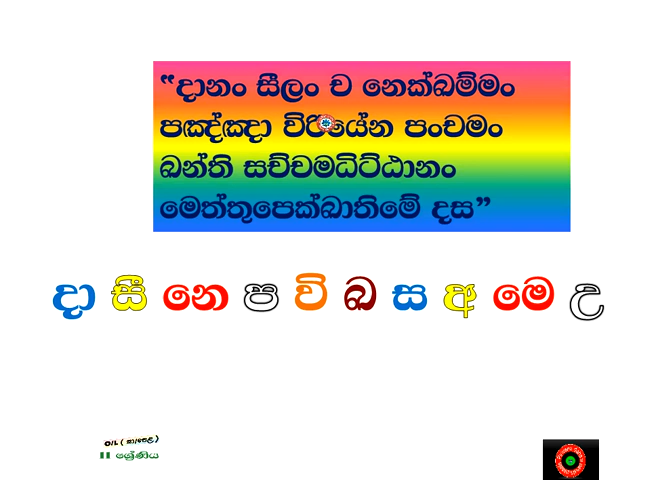 “දානං සීලං ච නෙක්ඛම්මං
පඤ්ඤා විරියේන පංචමං
ඛන්ති සච්චමධිට්ඨානං
මෙත්තුපෙක්ඛාතිමේ දස”
දා සී නෙ ප වි ඛ ස අ මෙ උ
O/L ( සා/පෙළ )
11 ශ්‍රේණිය